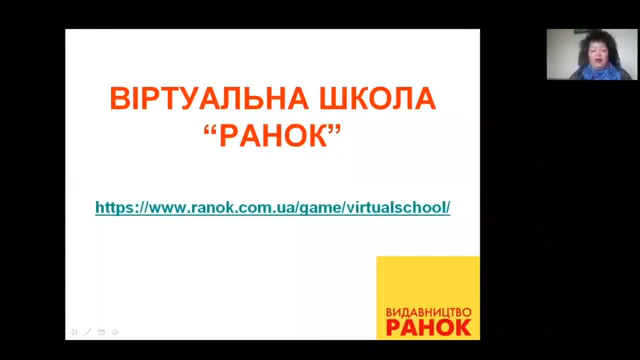 ВІРТУАЛЬНА ШКОЛА
“РАНОК”
https://www.ranok.com.ua/game/virtualschool/
ВИДАВНИЦТВО
РАНОК